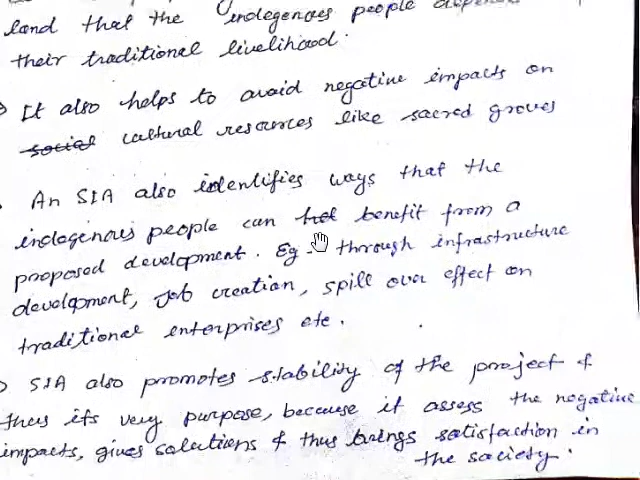 land that the indegenoes people depend
their traditional livelihood.
It also helps to avoid negative impacts on
social cultural resources like sacred groves
An SIA also identifies ways that the
indegenous people can hel benefit from a
proposed development. Eg - through infrastructure
development, Job creation, spill over effect on
traditional enterprises etc.
SIA also promotes stability of the project &
thus its very purpose, because it assess the negative
impacts, gives solutions & thus brings satisfaction in
the society.